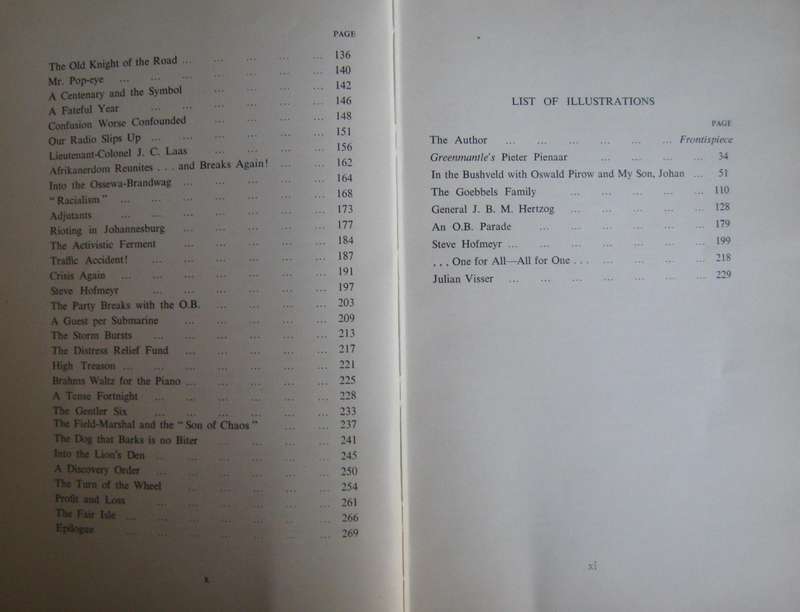 PAGE
The Old Knight of the Road ... ... ... ... ... 136
Mr. Pop-eye ... ... ... ... ... ... 140
A Centenary and the Symbol ... ... ... ... 142
A Fateful Year ... ... ... ... ... ... 146
Confusion Worse Confounded ... ... ... ... 148
Our Radio Slips Up ... ... ... ... ... ... 151
Lieutenant-Colonel J. C. Laas ... ... ... ... 156
Afrikanerdom Reunites . . . and Breaks Again! ... ... 162
Into the Ossewa-Brandwag ... ... ... ... ... 164
"Racialism" ... ... ... ... ... ... ... 168
Adjutants ... ... ... ... ... ... ... 173
Rioting in Johannesburg ... ... ... ... ... 177
The Activistic Ferment ... ... ... ... ... 184
Traffic Accident! ... ... ... ... ... ... 187
Crisis Again ... ... ... ... ... ... ... 191
Steve Hofmeyr ... ... ... ... ... ... 197
The Party Breaks with the O.B. ... ... ... ... 203
A Guest per Submarine ... ... ... ... ... 209
The Storm Bursts ... ... ... ... ... ... 213
The Distress Relief Fund ... ... ... ... ... 217
High Treason ... ... ... ... ... ... ... 221
Brahms Waltz for the Piano ... ... ... ... ... 225
A Tense Fortnight ... ... ... ... ... ... 228
The Gentler Six ... ... ... ... ... ... 233
The Field-Marshal and the "Son of Chaos" ... ... 237
The Dog that Barks is no Biter ... ... ... ... 241
Into the Lion's Den ... ... ... ... ... ... 245
A Discovery Order ... ... ... ... ... ... 250
The Turn of the Wheel ... ... ... ... ... 254
Profit and Loss ... ... ... ... ... ... 261
The Fair Isle ... ... ... ... ... ... ... 266
Epilogue ... ... ... ... ... ... ... 269
x
LIST OF ILLUSTRATIONS
PAGE
The Author ... ... ... ... ... ... Frontispiece
Greenmantle's Pieter Pienaar ... ... ... ... 34
In the Bushveld with Oswald Pirow and My Son, Johan ... 51
The Goebbels Family ... ... ... ... ... 110
General J. B. M. Hertzog ... ... ... ... ... 128
An O.B. Parade ... ... ... ... ... ... 179
Steve Hofmeyr ... ... ... ... ... ... ... 199
. . . One for All—All for One . . . ... ... ... ... 218
Julian Visser ... ... ... ... ... ... ... 229
xi